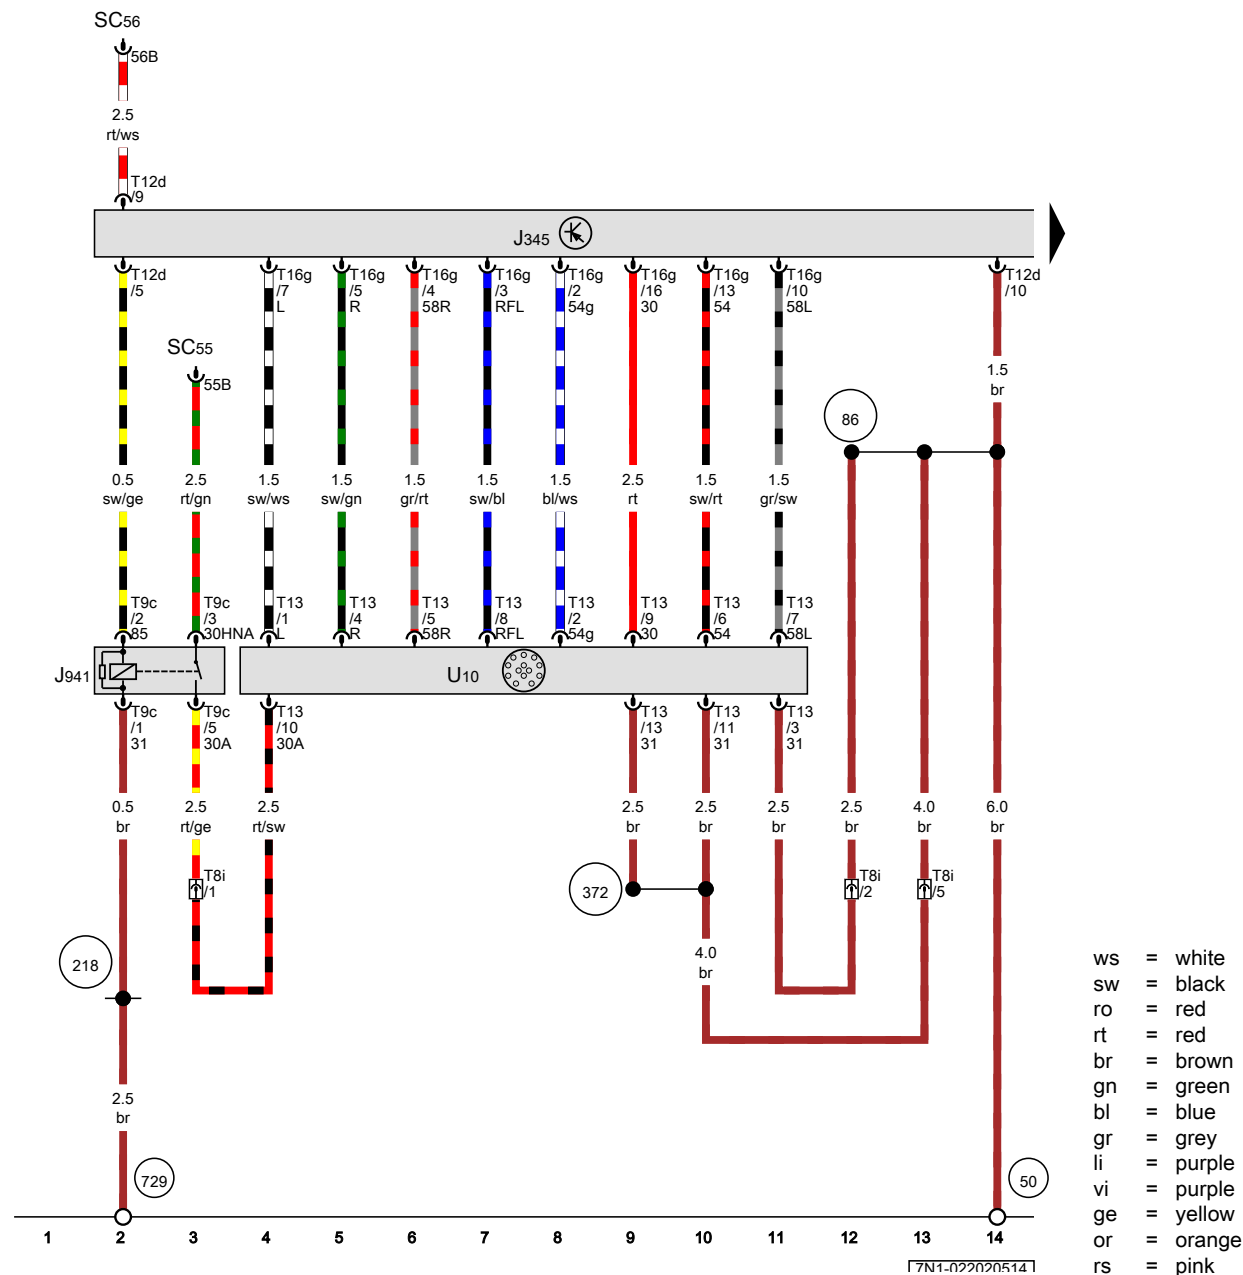 SC56
56B
2.5
rt/ws
T12d
/9
J345
T12d
/5
T16g
/7
L
T16g
/5
R
T16g
/4
58R
T16g
/3
RFL
T16g
/2
54g
T16g
/16
30
T16g
/13
54
T16g
/10
58L
T12d
/10
SC55
55B
1.5
br
86
0.5
sw/ge
2.5
rt/gn
1.5
sw/ws
1.5
sw/gn
1.5
gr/rt
1.5
sw/bl
1.5
bl/ws
2.5
rt
1.5
sw/rt
1.5
gr/sw
T9c
/2
85
T9c
/3
30HNA
T13
/1
L
T13
/4
R
T13
/5
58R
T13
/8
RFL
T13
/2
54g
T13
/9
30
T13
/6
54
T13
/7
58L
J941
U10
T9c
/1
31
T9c
/5
30A
T13
/10
30A
T13
/13
31
T13
/11
31
T13
/3
31
0.5
br
2.5
rt/ge
2.5
rt/sw
2.5
br
2.5
br
2.5
br
2.5
br
4.0
br
6.0
br
T8i
/1
372
T8i
/2
T8i
/5
4.0
br
218
2.5
br
729
50
1 2 3 4 5 6 7 8 9 10 11 12 13 14
7N1-022020514
ws = white
sw = black
ro = red
rt = red
br = brown
gn = green
bl = blue
gr = grey
li = purple
vi = purple
ge = yellow
or = orange
rs = pink